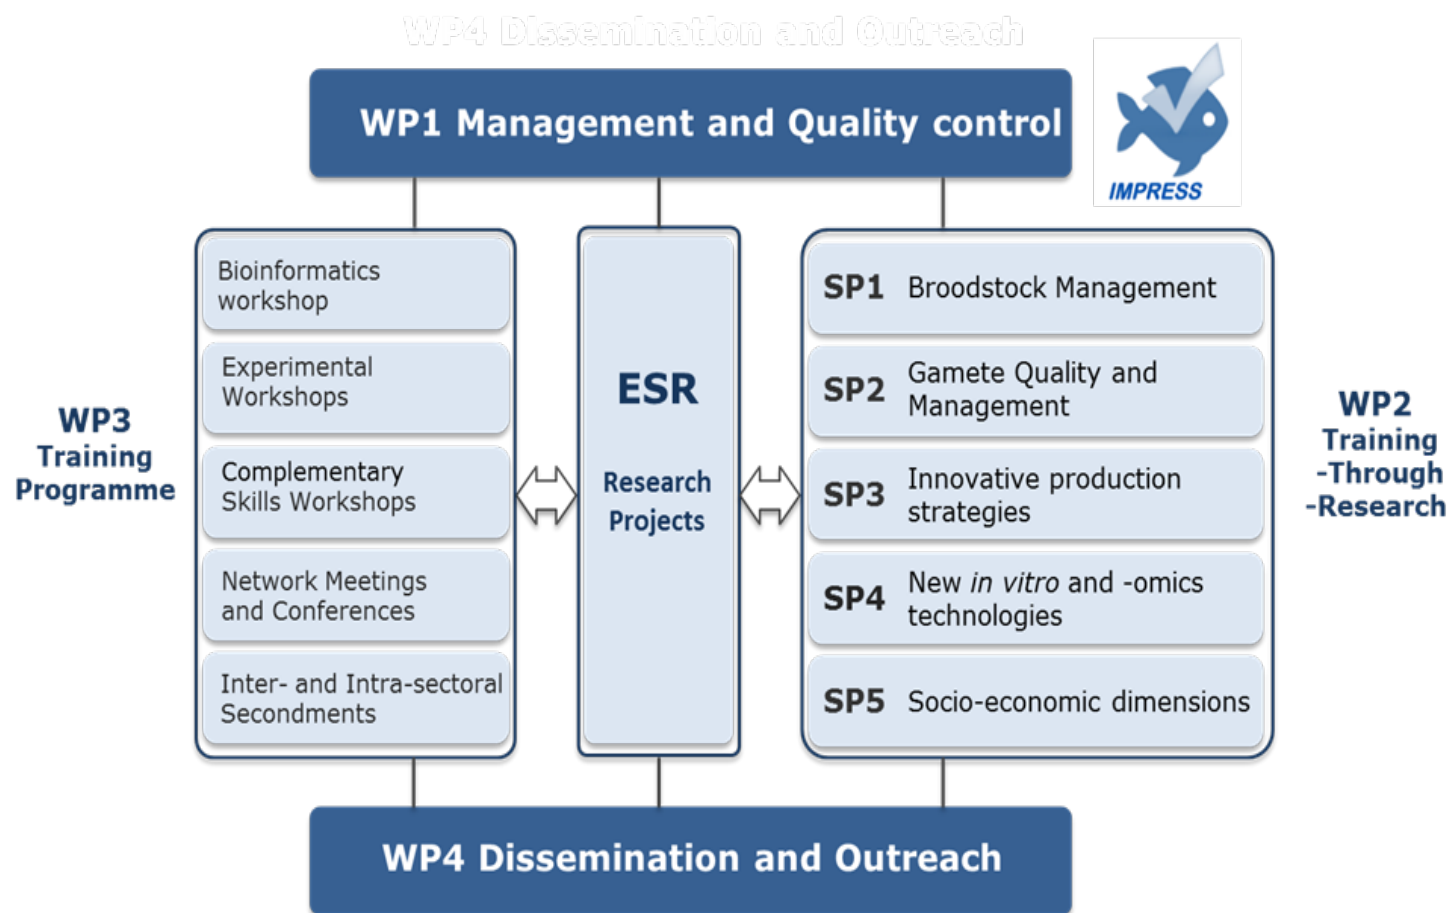 WP4 Dissemination and Outreach
WP1 Management and Quality control
IMPRESS
WP3
Training
Programme
Bioinformatics
workshop
Experimental
Workshops
Complementary
Skills Workshops
Network Meetings
and Conferences
Inter- and Intra-sectoral
Secondments
ESR
Research
Projects
SP1 Broodstock Management
SP2 Gamete Quality and
Management
SP3 Innovative production
strategies
SP4 New in vitro and -omics
technologies
SP5 Socio-economic dimensions
WP2
Training
-Through
-Research
WP4 Dissemination and Outreach